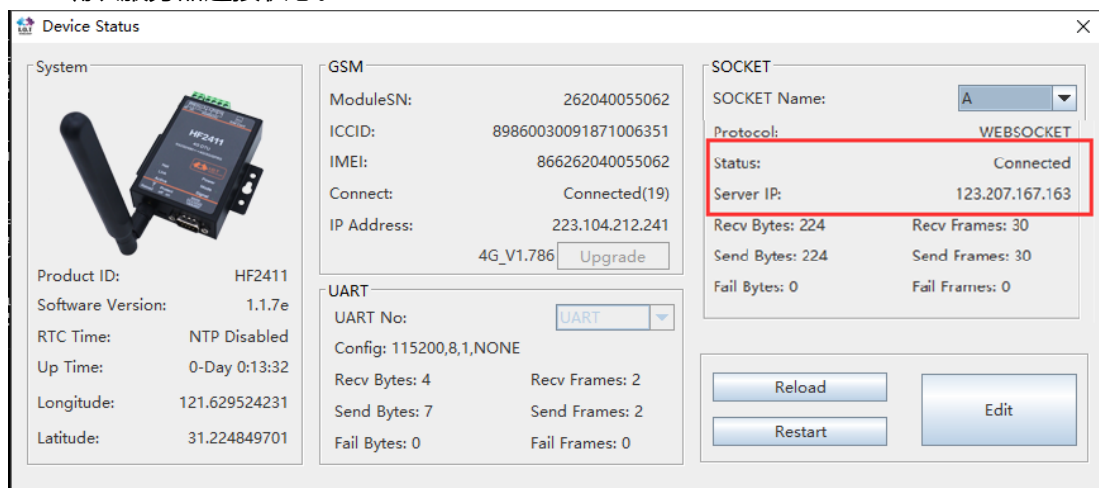 Device Status
System
HF2411
Product ID: HF2411
Software Version: 1.1.7e
RTC Time: NTP Disabled
Up Time: 0-Day 0:13:32
Longitude: 121.629524231
Latitude: 31.224849701
GSM
ModuleSN: 262040055062
ICCID: 89860030091871006351
IMEI: 866262040055062
Connect: Connected(19)
IP Address: 223.104.212.241
4G_V1.786 Upgrade
UART
UART No: UART
Config: 115200,8,1,NONE
Recv Bytes: 4 Recv Frames: 2
Send Bytes: 7 Send Frames: 2
Fail Bytes: 0 Fail Frames: 0
SOCKET
SOCKET Name: A
Protocol: WEBSOCKET
Status: Connected
Server IP: 123.207.167.163
Recv Bytes: 224 Recv Frames: 30
Send Bytes: 224 Send Frames: 30
Fail Bytes: 0 Fail Frames: 0
Reload
Restart
Edit